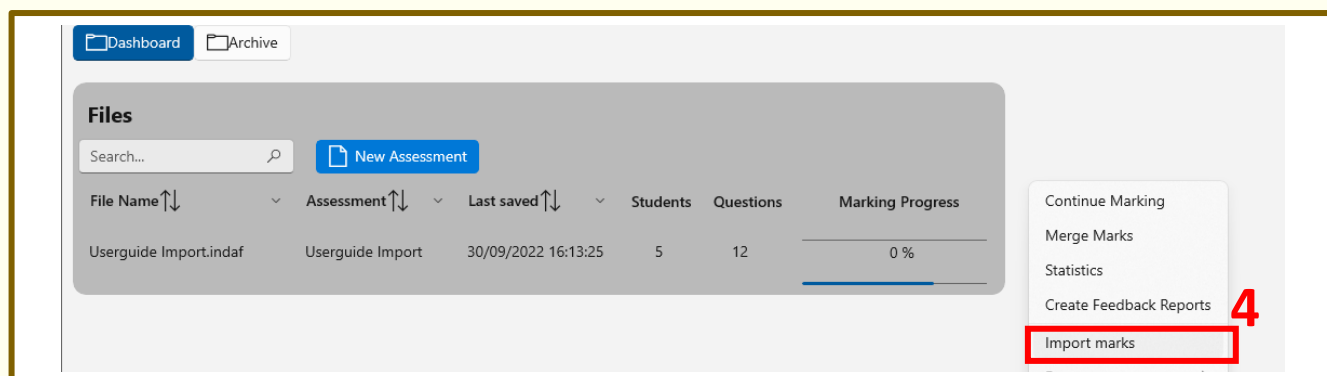 Dashboard Archive
Files
Search... New Assessment
File Name Assessment Last saved Students Questions Marking Progress
Userguide Import.indaf Userguide Import 30/09/2022 16:13:25 5 12 0 %
Continue Marking
Merge Marks
Statistics
Create Feedback Reports
4
Import marks